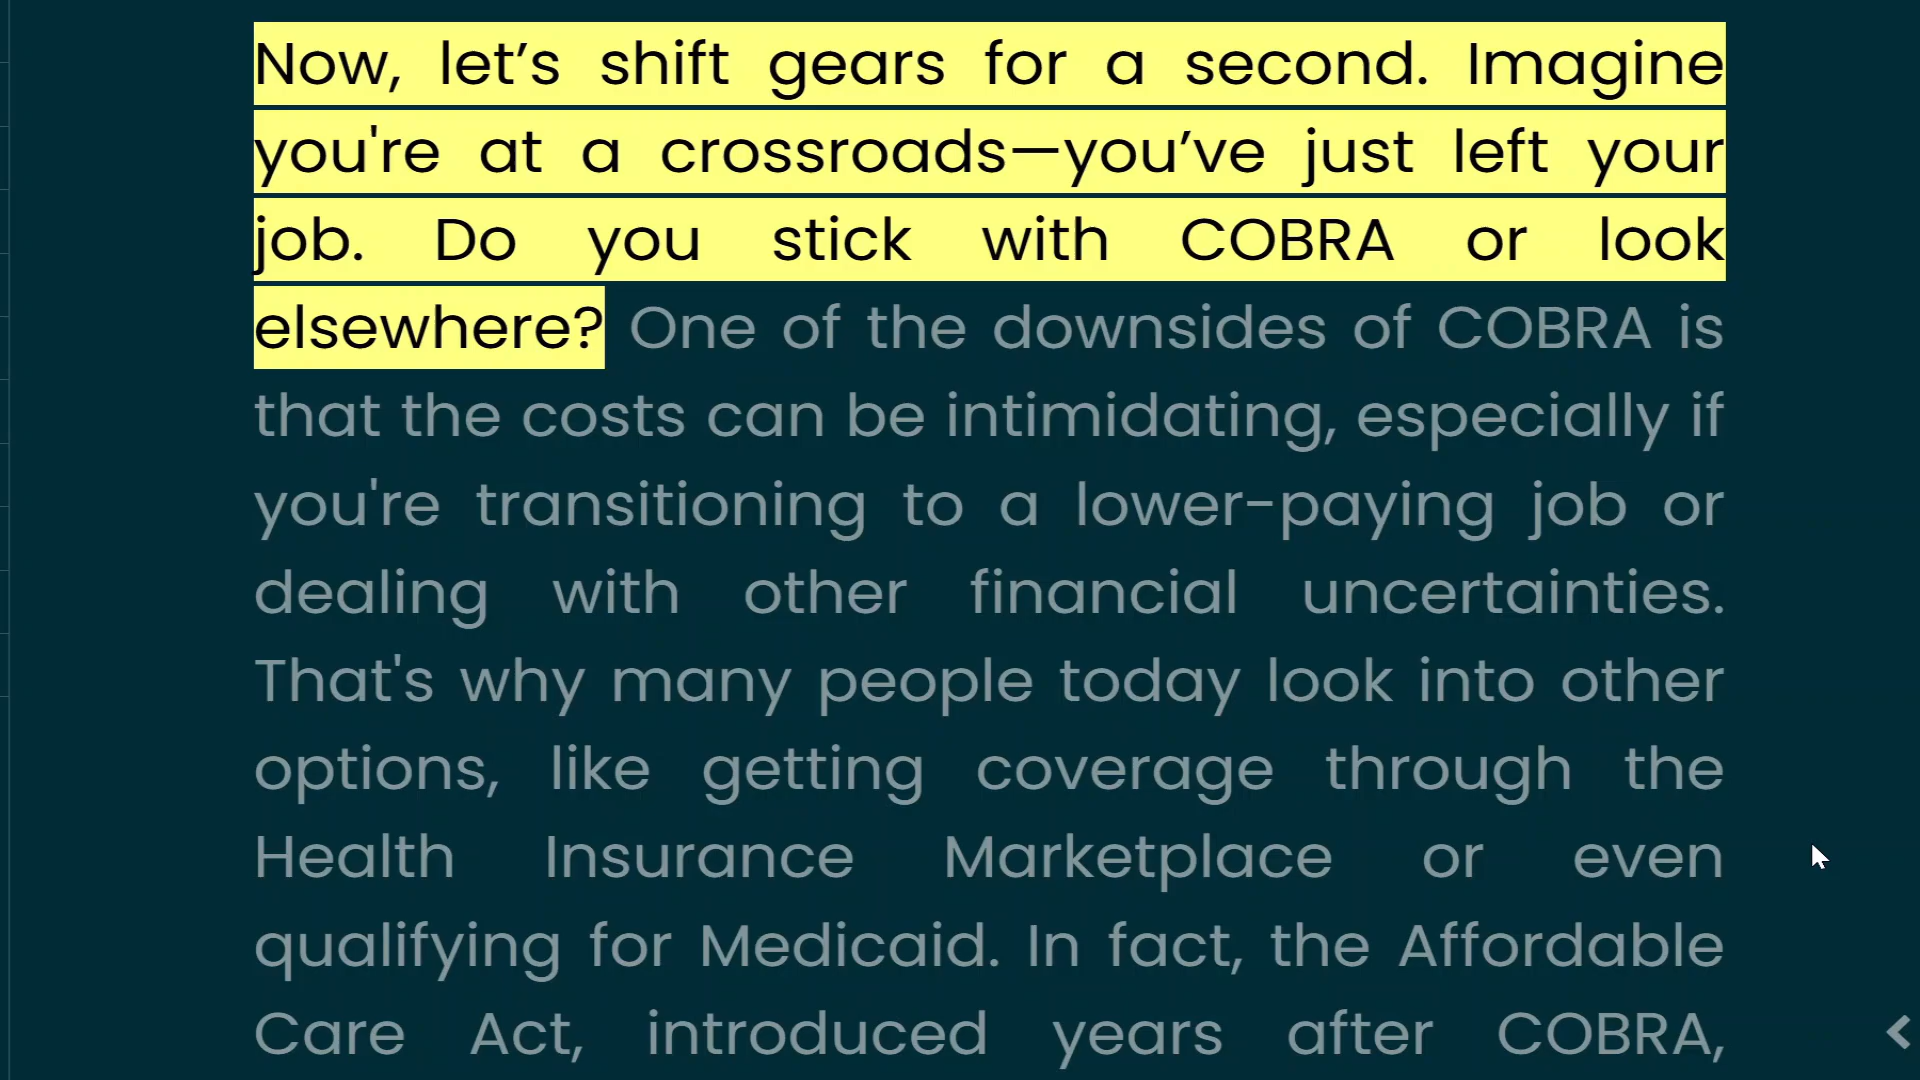 Now, let’s shift gears for a second. Imagine
you're at a crossroads—you’ve just left your
job. Do you stick with COBRA or look
elsewhere? One of the downsides of COBRA is
that the costs can be intimidating, especially if
you're transitioning to a lower-paying job or
dealing with other financial uncertainties.
That's why many people today look into other
options, like getting coverage through the
Health Insurance Marketplace or even
qualifying for Medicaid. In fact, the Affordable
Care Act, introduced years after COBRA,